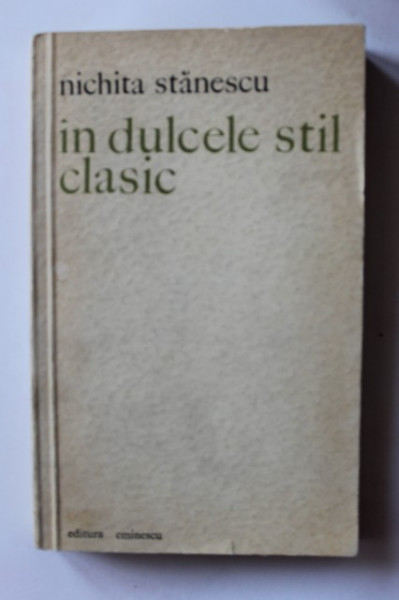 nichita stănescu
in dulcele stil
clasic
editura eminescu